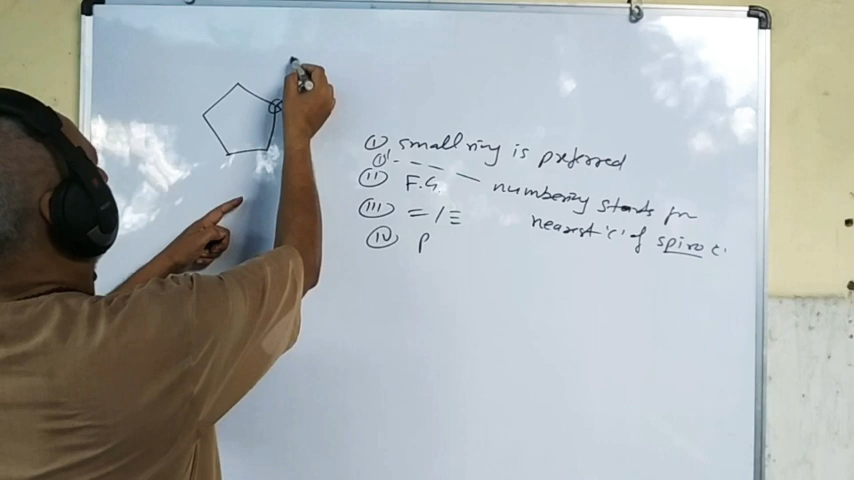 (i) small ring is preferred
(i)' - - - — numbering starts from
(ii) F.G.
nearest 'c' of spiro c.
(iii) = / ≡
(iv) P